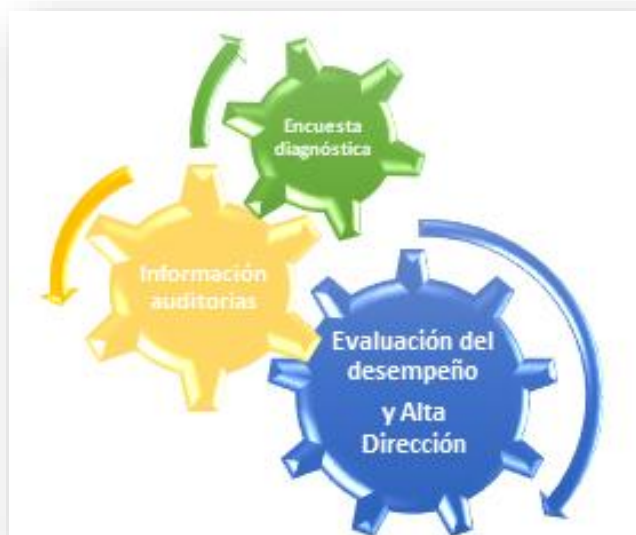 Encuesta
diagnóstica
Información
auditorias
Evaluación del
desempeño
y Alta
Dirección